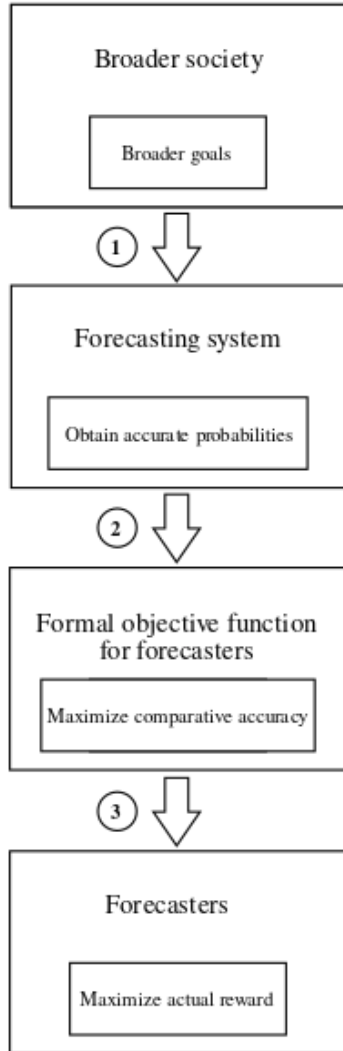 Broader society
Broader goals
1
Forecasting system
Obtain accurate probabilities
2
Formal objective function
for forecasters
Maximize comparative accuracy
3
Forecasters
Maximize actual reward